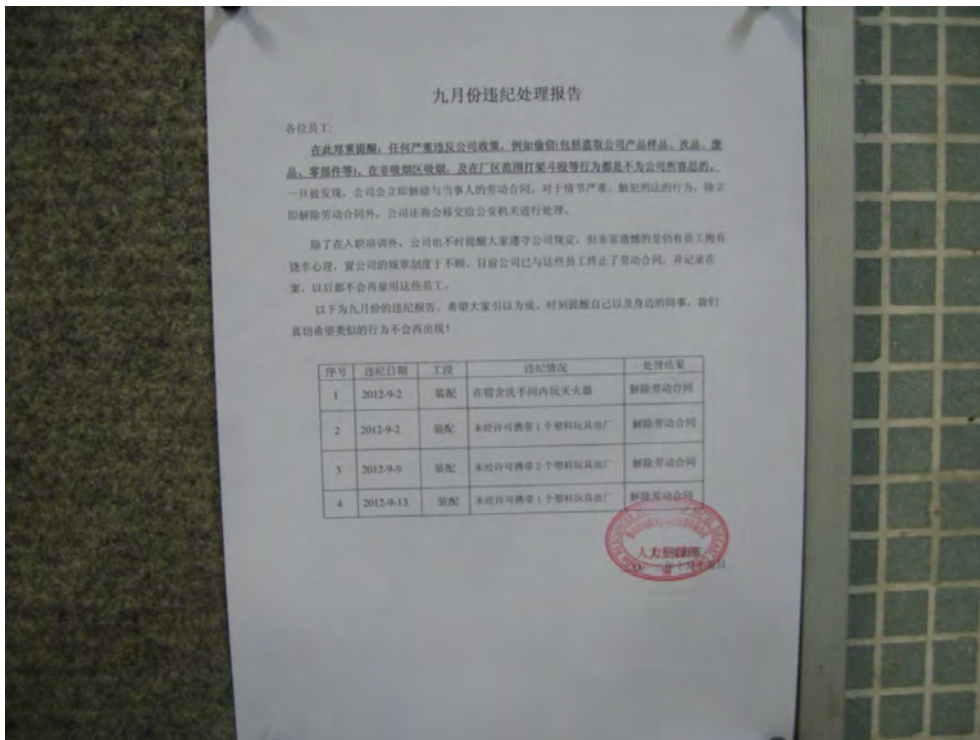 九月份违纪处理报告
各位员工:
在此郑重提醎:任何严重违反公司政策,例如偷窃(包括盗取公司产品样品、次品、废
品、零部件等)、在非吸烟区吸烟、及在厂区范围打架斗殴等行为都是不为公司所容忍的。
一旦被发现,公司会立即解除与当事人的劳动合同。对于情节严重、触犯刑法的行为,除立
即解除劳动合同外,公司还将会移交给公安机关进行处理。
除了在入职培训外,公司也不时提醒大家遵守公司规定,但非常遗憾的是仍有员工抱有
侥幸心理,置公司的规章制度于不顾,目前公司已与这些员工终止了劳动合同,并记录在
案,以后都不会再雇用这些员工。
以下为九月份的违纪报告,希望大家引以为戒,时刻提醒自己以及身边的同事,我们
真切希望类似的行为不会再出现!
序号 违纪日期 工段 违纪情况 处理结果
1 2012-9-2 装配 在宿舍洗手间内玩灭火器 解除劳动合同
2 2012-9-2 装配 未经许可携带1个塑料玩具出厂 解除劳动合同
3 2012-9-9 装配 未经许可携带2个塑料玩具出厂 解除劳动合同
4 2012-9-13 装配 未经许可携带1个塑料玩具出厂 解除劳动合同
人力资源部